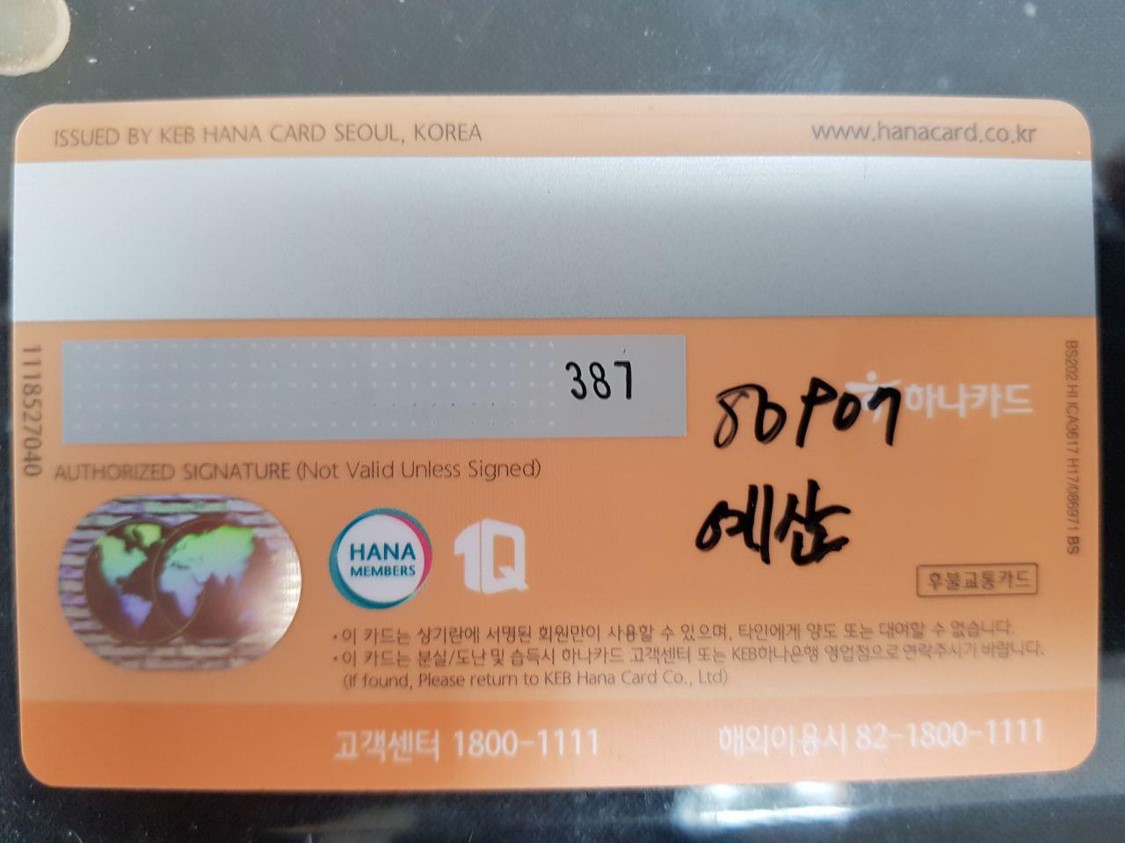 ISSUED BY KEB HANA CARD SEOUL, KOREA
www.hanacard.co.kr
387
1118527040
하나카드
예산
AUTHORIZED SIGNATURE (Not Valid Unless Signed)
HANA
MEMBERS
1Q
후불교통카드
•이 카드는 상기란에 서명된 회원만이 사용할 수 있으며, 타인에게 양도 또는 대여할 수 없습니다.
•이 카드는 분실/도난 및 습득시 하나카드 고객센터 또는 KEB하나은행 영업점으로 연락주시기 바랍니다.
(If found, Please return to KEB Hana Card Co., Ltd)
고객센터 1800-1111
해외이용시 82-1800-1111